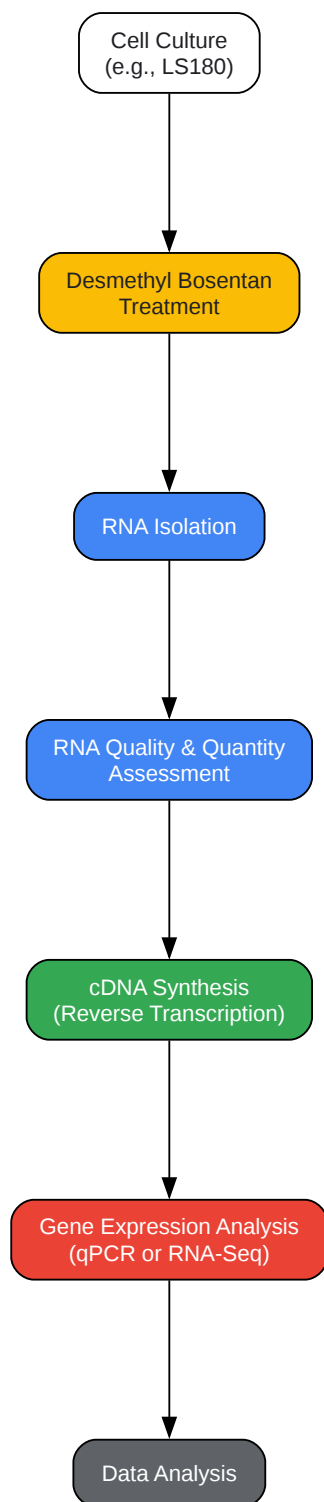 Cell Culture
(e.g., LS180)
Desmethyl Bosentan
Treatment
RNA Isolation
RNA Quality & Quantity
Assessment
cDNA Synthesis
(Reverse Transcription)
Gene Expression Analysis
(qPCR or RNA-Seq)
Data Analysis